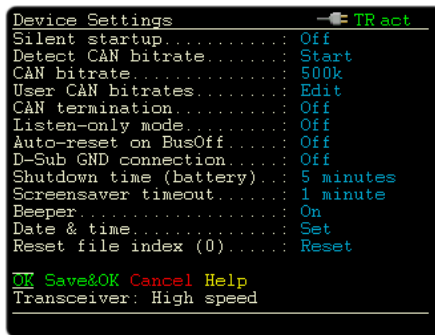 Device Settings TR act
Silent startup............: Off
Detect CAN bitrate........: Start
CAN bitrate...............: 500k
User CAN bitrates.........: Edit
CAN termination...........: Off
Listen-only mode..........: Off
Auto-reset on BusOff......: Off
D-Sub GND connection......: Off
Shutdown time (battery)..: 5 minutes
Screensaver timeout.......: 1 minute
Beeper....................: On
Date & time...............: Set
Reset file index (0).....: Reset
OK Save&OK Cancel Help
Transceiver: High speed